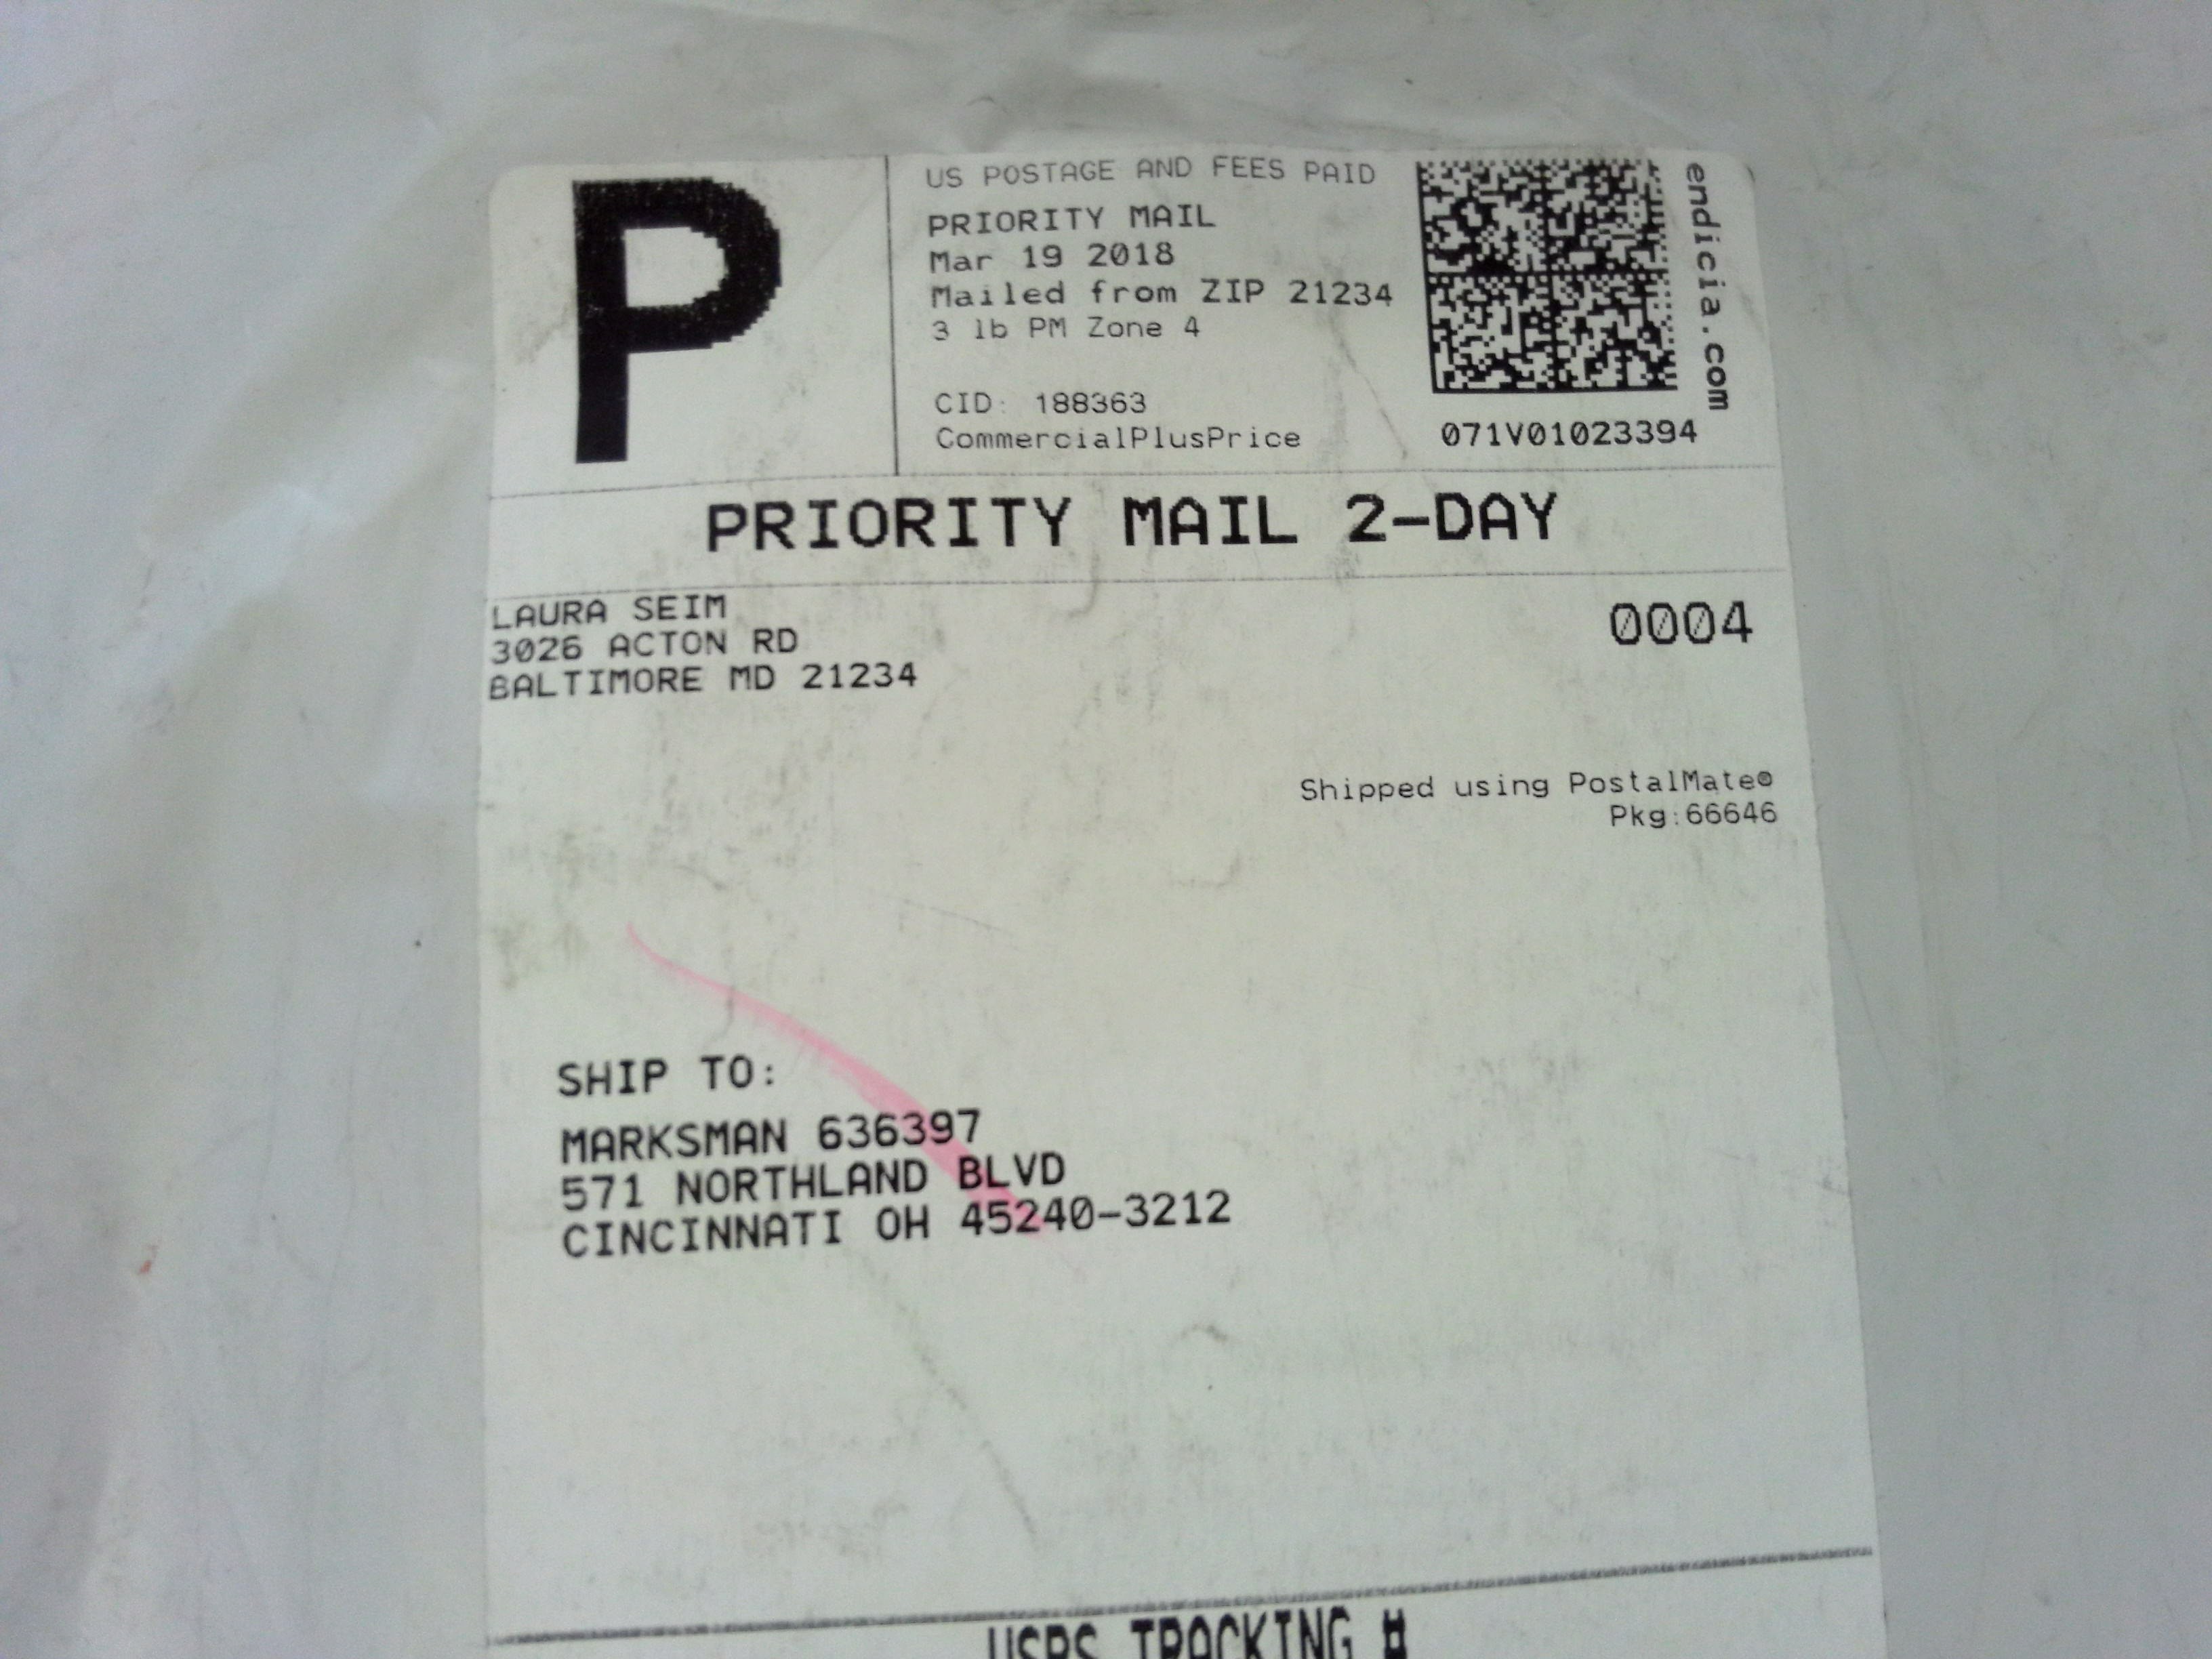 P
US POSTAGE AND FEES PAID
PRIORITY MAIL
Mar 19 2018
Mailed from ZIP 21234
3 lb PM Zone 4
CID: 188363
CommercialPlusPrice
endicia.com
071V01023394
PRIORITY MAIL 2-DAY
LAURA SEIM
3026 ACTON RD
BALTIMORE MD 21234
0004
Shipped using PostalMate®
Pkg:66646
SHIP TO:
MARKSMAN 636397
571 NORTHLAND BLVD
CINCINNATI OH 45240-3212
USPS TRACKING #